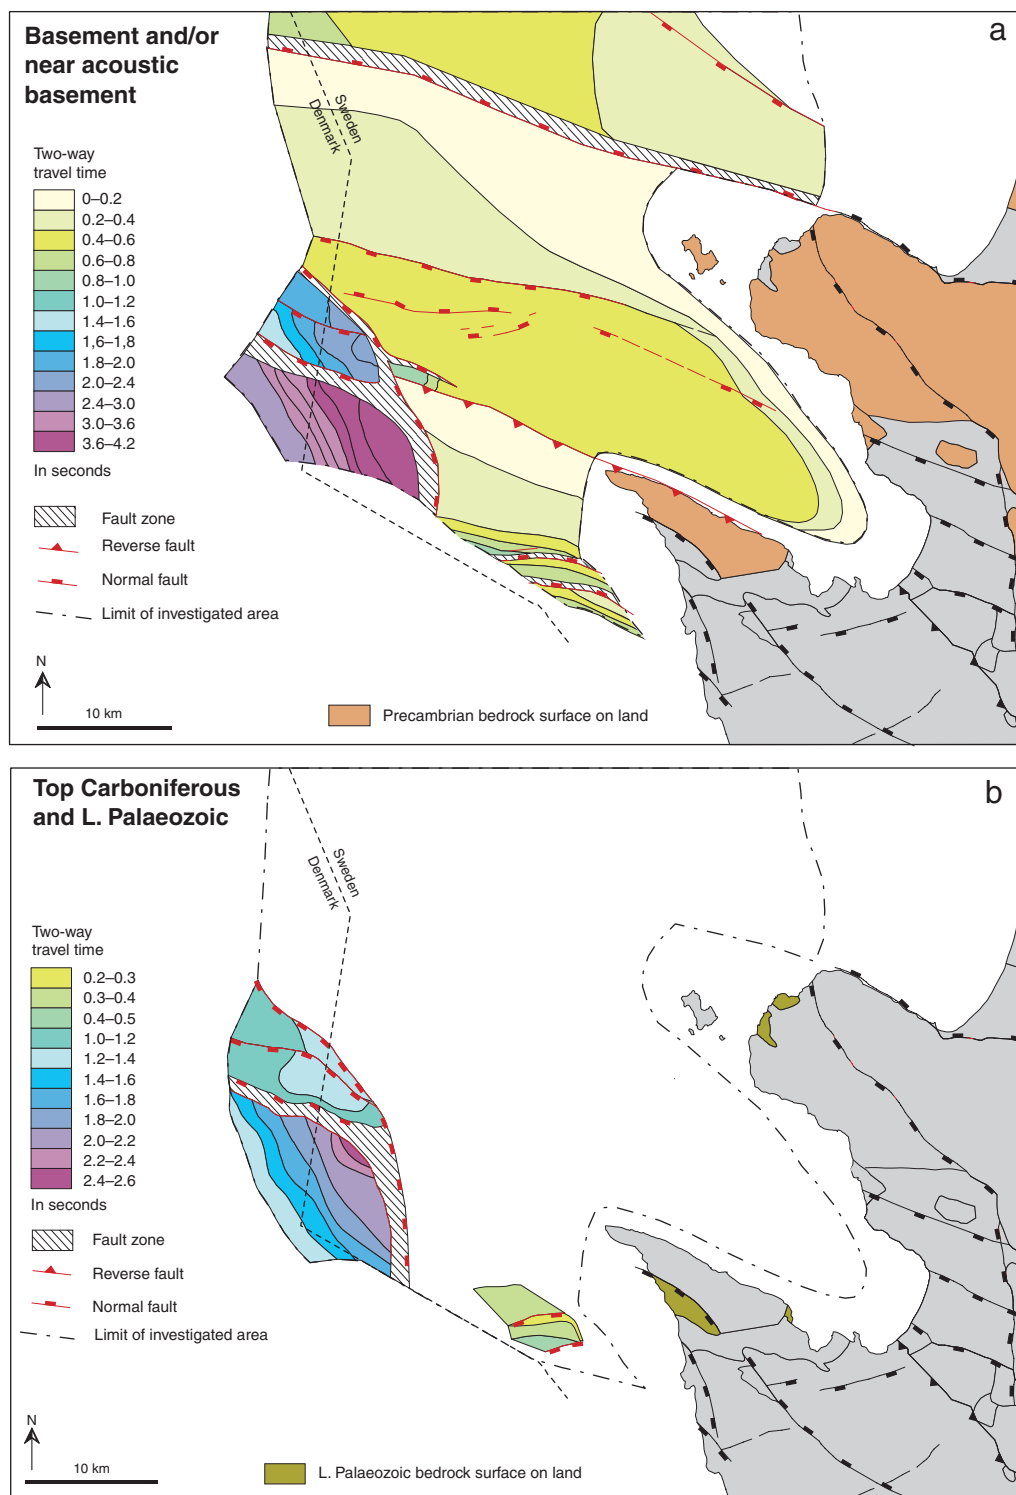 a
Basement and/or
near acoustic
basement
Sweden
Denmark
Two-way
travel time
0–0.2
0.2–0.4
0.4–0.6
0.6–0.8
0.8–1.0
1.0–1.2
1.4–1.6
1.6–1.8
1.8–2.0
2.0–2.4
2.4–3.0
3.0–3.6
3.6–4.2
In seconds
Fault zone
Reverse fault
Normal fault
Limit of investigated area
N
10 km
Precambrian bedrock surface on land
b
Top Carboniferous
and L. Palaeozoic
Sweden
Denmark
Two-way
travel time
0.2–0.3
0.3–0.4
0.4–0.5
1.0–1.2
1.2–1.4
1.4–1.6
1.6–1.8
1.8–2.0
2.0–2.2
2.2–2.4
2.4–2.6
In seconds
Fault zone
Reverse fault
Normal fault
Limit of investigated area
N
10 km
L. Palaeozoic bedrock surface on land